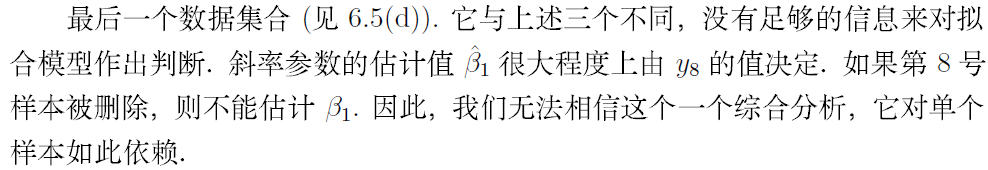 最后一个数据集合 (见 6.5(d)). 它与上述三个不同，没有足够的信息来对拟
合模型作出判断. 斜率参数的估计值 β̂₁ 很大程度上由 y₈ 的值决定. 如果第 8 号
样本被删除，则不能估计 β₁. 因此，我们无法相信这个一个综合分析，它对单个
样本如此依赖.